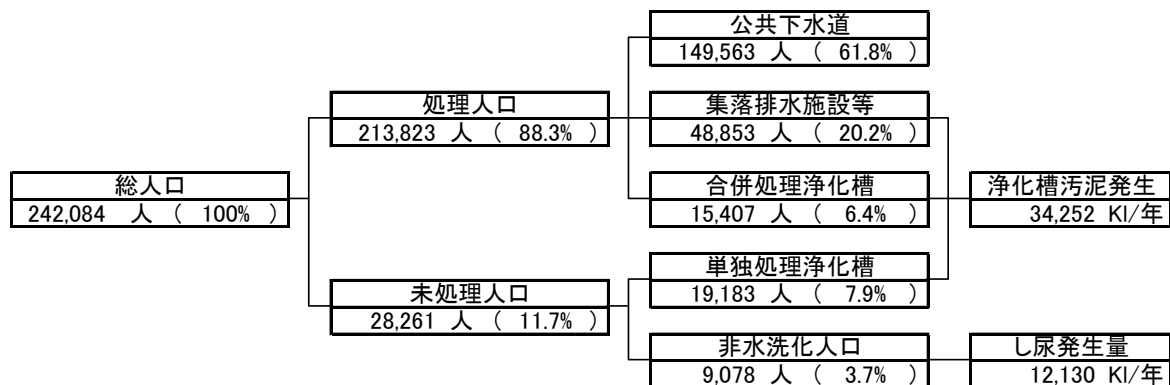 公共下水道
149,563 人 ( 61.8% )
処理人口
213,823 人 ( 88.3% )
集落排水施設等
48,853 人 ( 20.2% )
総人口
242,084 人 ( 100% )
合併処理浄化槽
15,407 人 ( 6.4% )
浄化槽汚泥発生
34,252 Kl/年
未処理人口
28,261 人 ( 11.7% )
単独処理浄化槽
19,183 人 ( 7.9% )
非水洗化人口
9,078 人 ( 3.7% )
し尿発生量
12,130 Kl/年